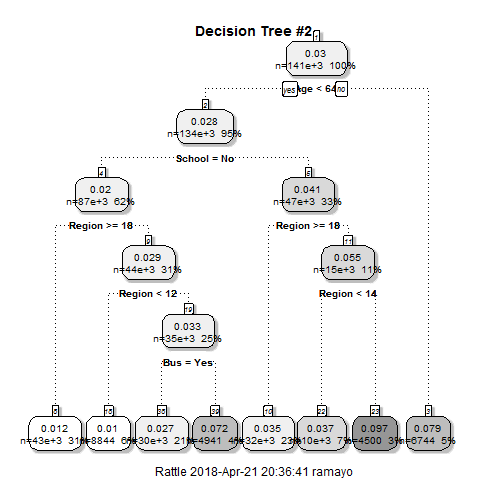 Decision Tree #2
1
0.03
n=141e+3 100%
yes Age < 64 no
2
0.028
n=134e+3 95%
School = No
4
0.02
n=87e+3 62%
5
0.041
n=47e+3 33%
Region >= 18
Region >= 18
9
0.029
n=44e+3 31%
11
0.055
n=15e+3 11%
Region < 12
Region < 14
19
0.033
n=35e+3 25%
Bus = Yes
8
18
38
39
10
22
23
3
0.012
0.01
0.027
0.072
0.035
0.037
0.097
0.079
n=43e+3 31%
n=8844 6%
n=30e+3 21%
n=4941 4%
n=32e+3 23%
n=10e+3 7%
n=4500 3%
n=6744 5%
Rattle 2018-Apr-21 20:36:41 ramayo